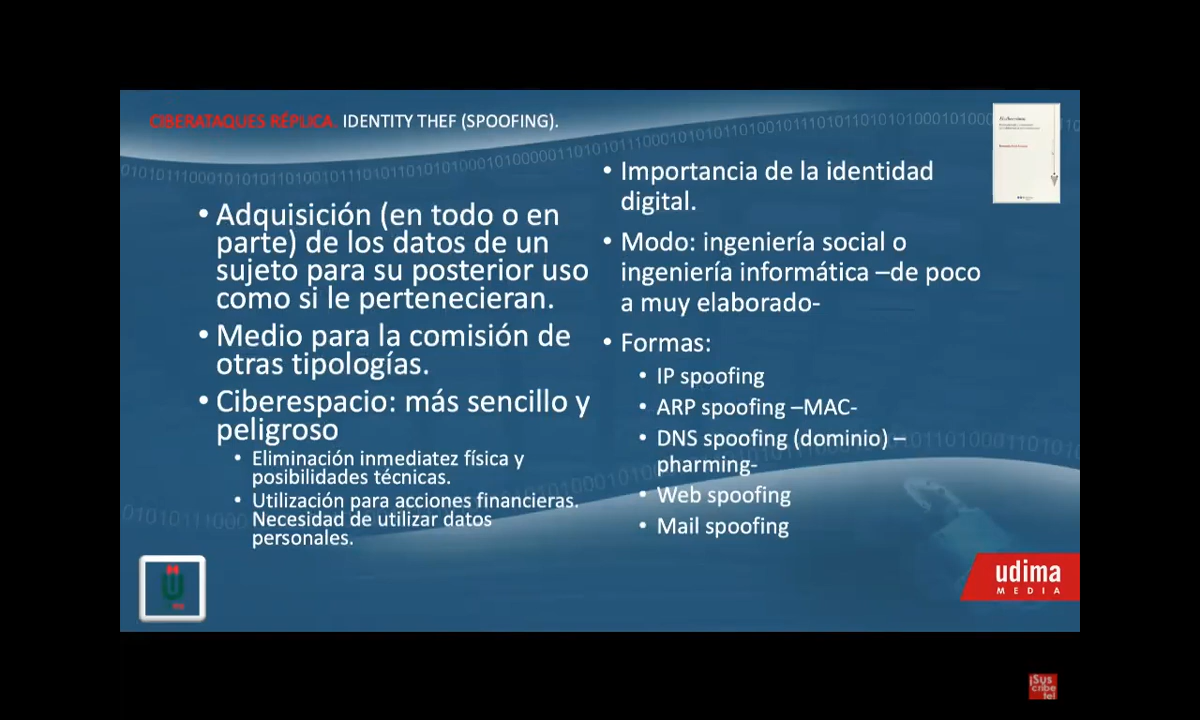 CIBERATAQUES RÉPLICA. IDENTITY THEF (SPOOFING).
• Adquisición (en todo o en
parte) de los datos de un
sujeto para su posterior uso
como si le pertenecieran.
• Medio para la comisión de
otras tipologías.
• Ciberespacio: más sencillo y
peligroso
• Eliminación inmediatez física y
posibilidades técnicas.
• Utilización para acciones financieras.
Necesidad de utilizar datos
personales.
• Importancia de la identidad
digital.
• Modo: ingeniería social o
ingeniería informática –de poco
a muy elaborado-
• Formas:
• IP spoofing
• ARP spoofing –MAC-
• DNS spoofing (dominio) –
pharming-
• Web spoofing
• Mail spoofing
udima
MEDIA
¡Sus
cribe
te!